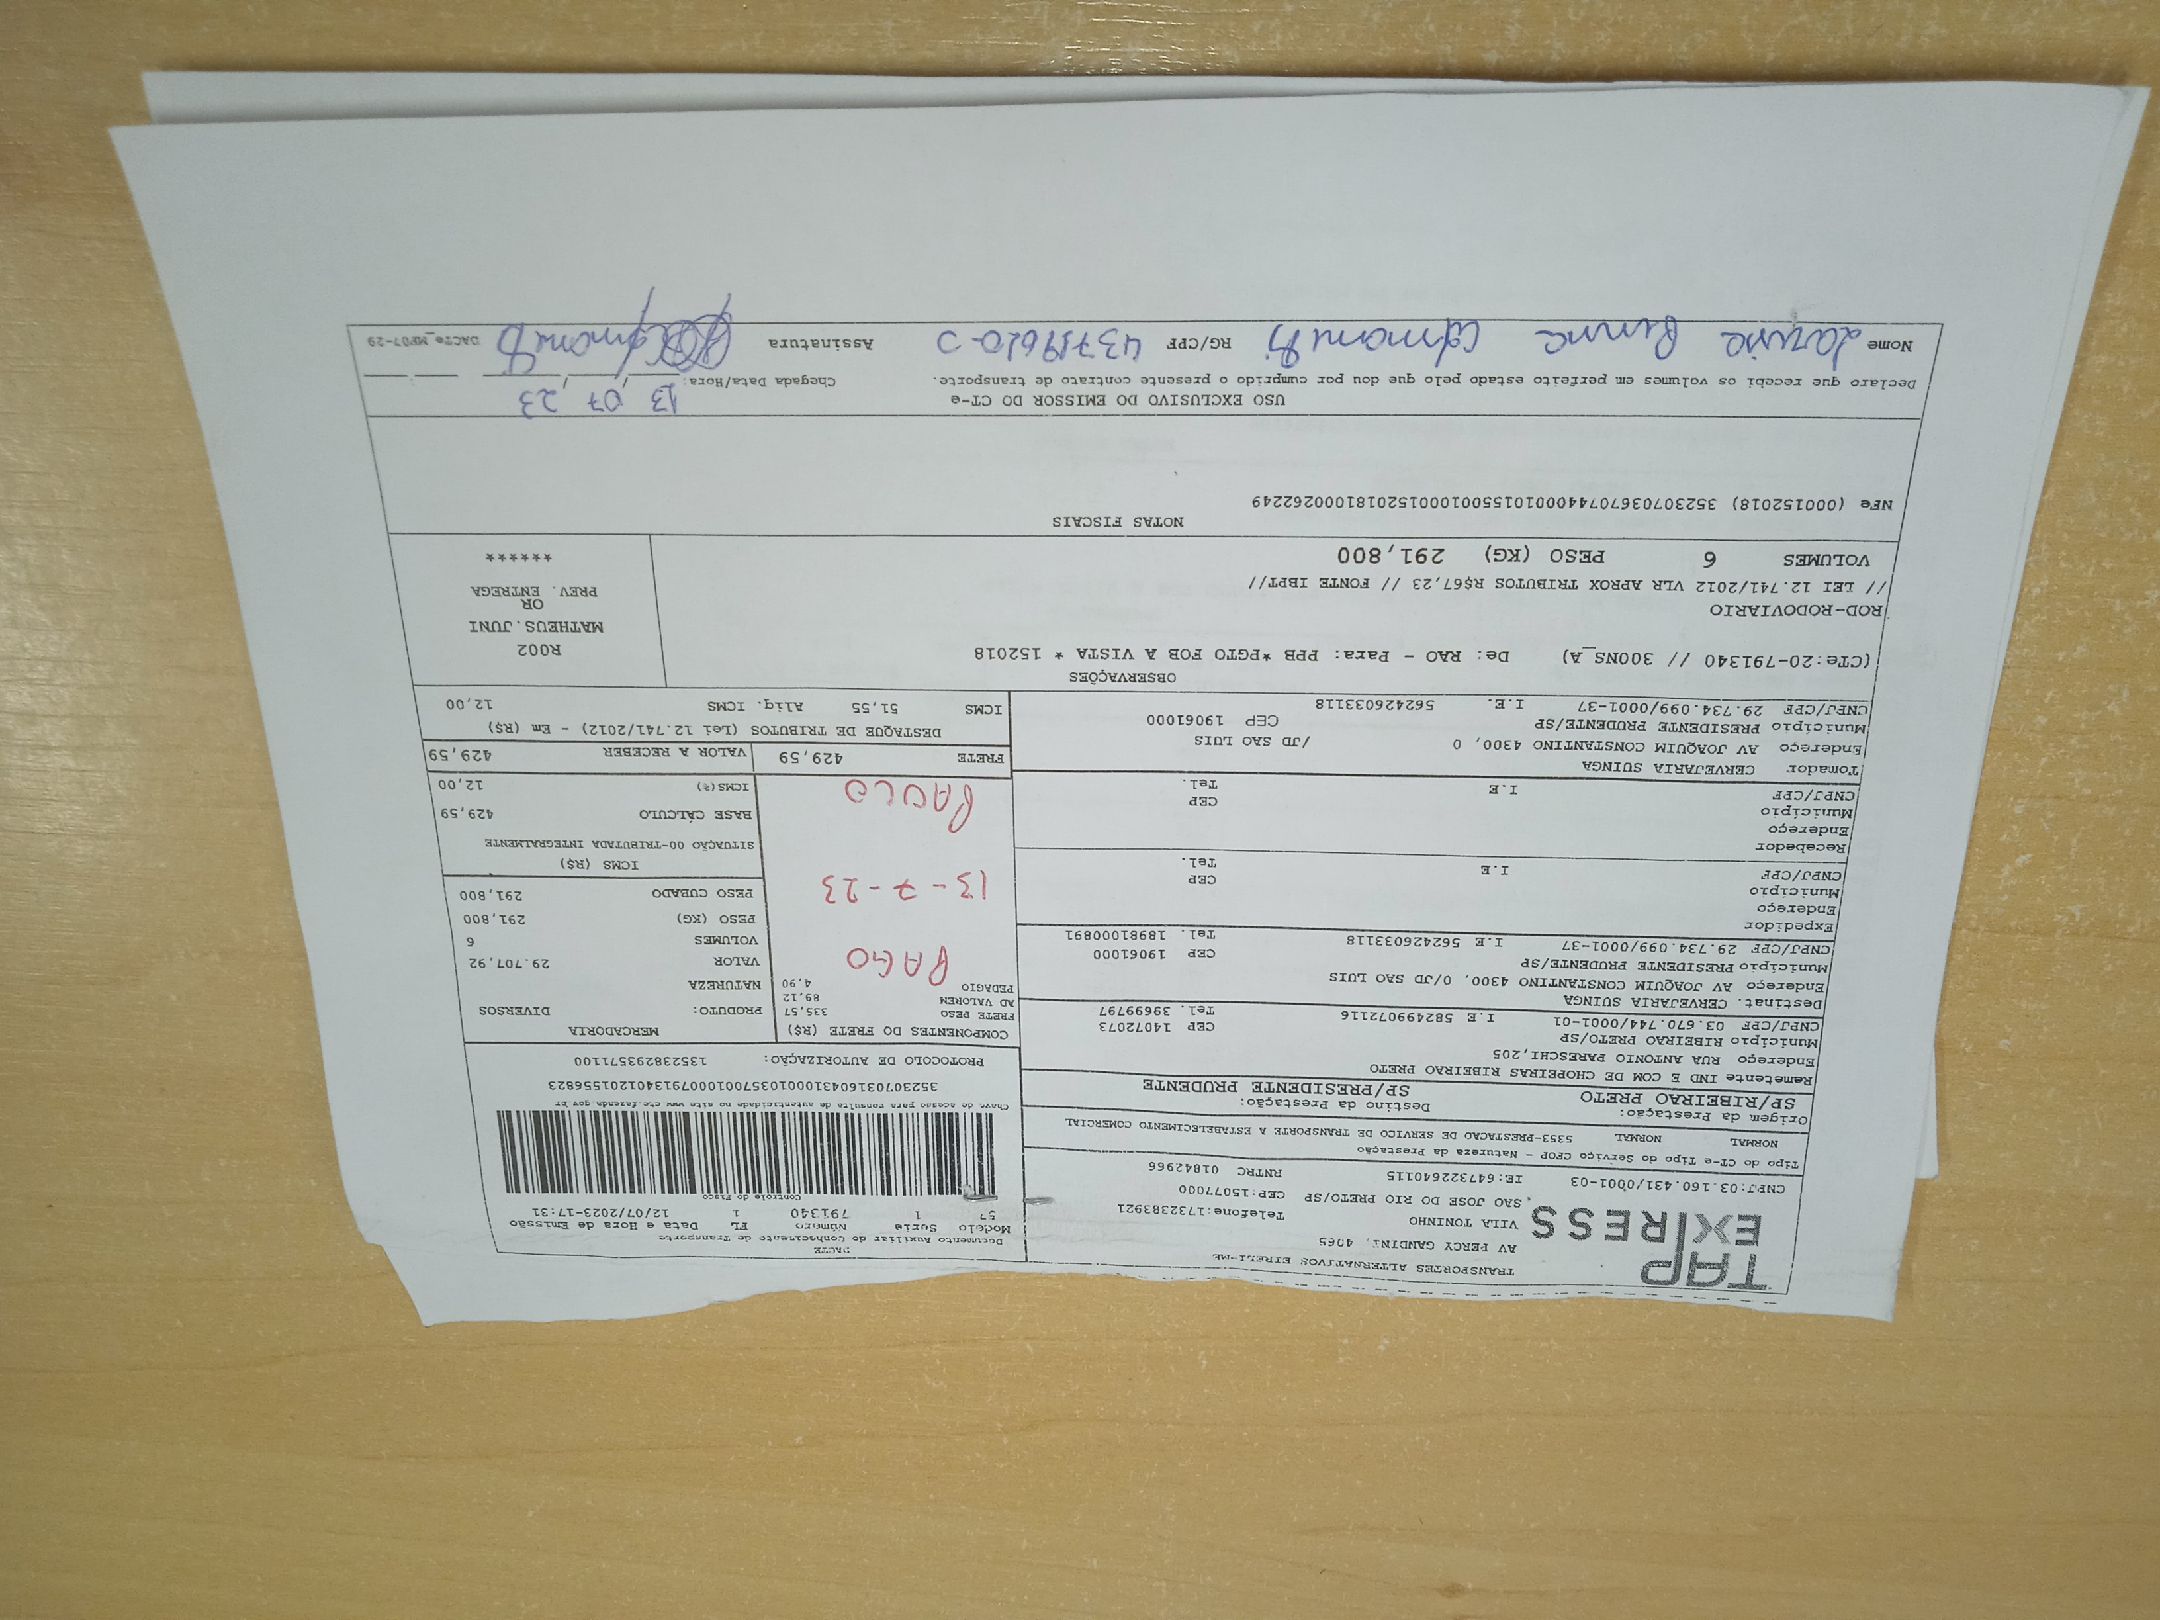 TAP
EXPRESS
TRANSPORTES ALTERNATIVOS EIRELI-ME
AV PERCY GANDINI, 4065
VILA TONINHO Telefone:1732383921
SAO JOSE DO RIO PRETO/SP CEP:15077000
CNPJ:03.160.431/0001-03 IE:647322640115 RNTRC 01842966
Tipo do CT-e Tipo do Serviço CFOP - Natureza da Prestação
NORMAL NORMAL 5353-PRESTACAO DE SERVICO DE TRANSPORTE A ESTABELECIMENTO COMERCIAL
Origem da Prestação: Destino da Prestação:
SP/RIBEIRAO PRETO SP/PRESIDENTE PRUDENTE
DACTE
Documento Auxiliar do Conhecimento de Transporte
Modelo Serie Número FL Data e Hora de Emissão
57 1 791340 1 12/07/2023-17:31
Controle do Fisco
Chave de acesso para consulta de autenticidade no site www.cte.fazenda.gov.br
35230703160431000103570010007913401201556823
PROTOCOLO DE AUTORIZAÇÃO: 135238293571100
Remetente IND E COM DE CHOPEIRAS RIBEIRAO PRETO
Endereço RUA ANTONIO PARESCHI,205
Município RIBEIRAO PRETO/SP CEP 14072073
CNPJ/CPF 03.670.744/0001-01 I.E 582499072116 Tel. 39699797
Destinat. CERVEJARIA SUINGA
Endereço AV JOAQUIM CONSTANTINO 4300, 0/JD SAO LUIS
Município PRESIDENTE PRUDENTE/SP CEP 19061000
CNPJ/CPF 29.734.099/0001-37 I.E 562426033118 Tel. 18981000891
Expedidor
Endereço
Município CEP
CNPJ/CPF I.E Tel.
Recebedor
Endereço
Município CEP
CNPJ/CPF I.E Tel.
Tomador CERVEJARIA SUINGA
Endereço AV JOAQUIM CONSTANTINO 4300, 0 /JD SAO LUIS
Município PRESIDENTE PRUDENTE/SP CEP 19061000
CNPJ/CPF 29.734.099/0001-37 I.E. 562426033118
COMPONENTES DO FRETE (R$)
FRETE PESO 335,57
AD VALOREM 89,12
PEDAGIO 4,90
PAGO
13-7-23
PAULO
MERCADORIA
PRODUTO: DIVERSOS
NATUREZA
VALOR 29.707,92
VOLUMES 6
PESO (KG) 291,800
PESO CUBADO 291,800
ICMS (R$)
SITUAÇÃO 00-TRIBUTADA INTEGRALMENTE
BASE CÁLCULO 429,59
ICMS(%) 12,00
FRETE 429,59 VALOR A RECEBER 429,59
DESTAQUE DE TRIBUTOS (Lei 12.741/2012) - Em (R$)
ICMS 51,55 Aliq. ICMS 12,00
OBSERVAÇÕES
(CTe:20-791340 // 300NS_A) De: RAO - Para: PPB *PGTO FOB A VISTA * 152018
ROD-RODOVIARIO
// LEI 12.741/2012 VLR APROX TRIBUTOS R$67,23 // FONTE IBPT//
VOLUMES 6 PESO (KG) 291,800
R002
MATHEUS.JUNI
OR
PREV. ENTREGA
******
NOTAS FISCAIS
NFe (000152018) 35230703670744000101550010001520181000262249
USO EXCLUSIVO DO EMISSOR DO CT-e
Declaro que recebi os volumes em perfeito estado pelo que dou por cumprido o presente contrato de transporte. Chegada Data/Hora: 13 07 23
Nome RG/CPF Assinatura DACTe_MP07-29